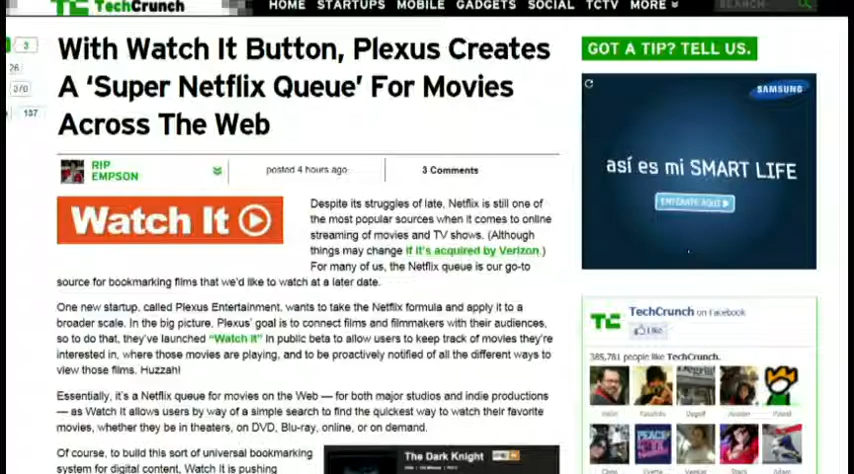 TechCrunch
HOME STARTUPS MOBILE GADGETS SOCIAL TCTV MORE
SEARCH
3
26
370
137
With Watch It Button, Plexus Creates
A ‘Super Netflix Queue’ For Movies
Across The Web
RIP
EMPSON
posted 4 hours ago
3 Comments
Watch It
Despite its struggles of late, Netflix is still one of
the most popular sources when it comes to online
streaming of movies and TV shows. (Although
things may change if it's acquired by Verizon.)
For many of us, the Netflix queue is our go-to
source for bookmarking films that we'd like to watch at a later date.
One new startup, called Plexus Entertainment, wants to take the Netflix formula and apply it to a
broader scale. In the big picture, Plexus' goal is to connect films and filmmakers with their audiences,
so to do that, they've launched “Watch It” in public beta to allow users to keep track of movies they're
interested in, where those movies are playing, and to be proactively notified of all the different ways to
view those films. Huzzah!
Essentially, it's a Netflix queue for movies on the Web — for both major studios and indie productions
— as Watch It allows users by way of a simple search to find the quickest way to watch their favorite
movies, whether they be in theaters, on DVD, Blu-ray, online, or on demand.
Of course, to build this sort of universal bookmarking
system for digital content, Watch It is pushing
The Dark Knight
GOT A TIP? TELL US.
SAMSUNG
así es mi SMART LIFE
ENTÉRATE AQUÍ
TechCrunch on Facebook
Like
385,781 people like TechCrunch.
PEACE